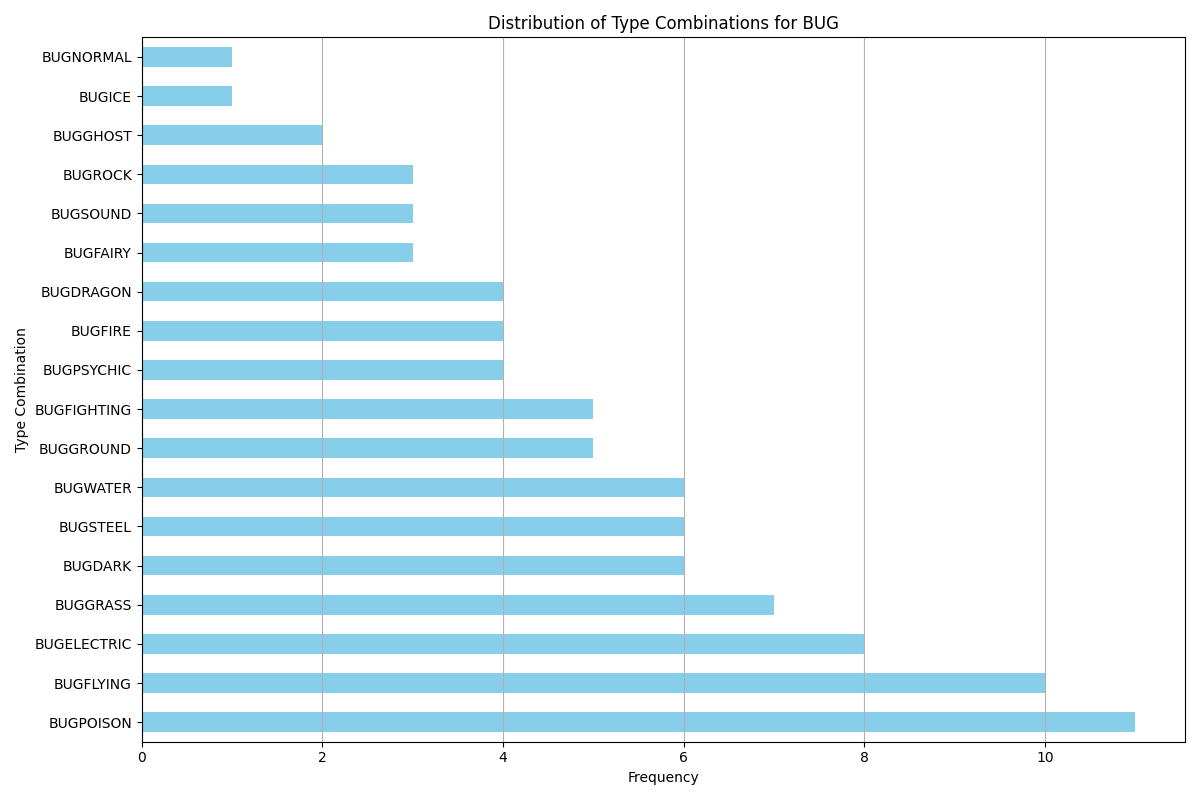 Distribution of Type Combinations for BUG
Type Combination
BUGNORMAL
BUGICE
BUGGHOST
BUGROCK
BUGSOUND
BUGFAIRY
BUGDRAGON
BUGFIRE
BUGPSYCHIC
BUGFIGHTING
BUGGROUND
BUGWATER
BUGSTEEL
BUGDARK
BUGGRASS
BUGELECTRIC
BUGFLYING
BUGPOISON
0 2 4 6 8 10
Frequency